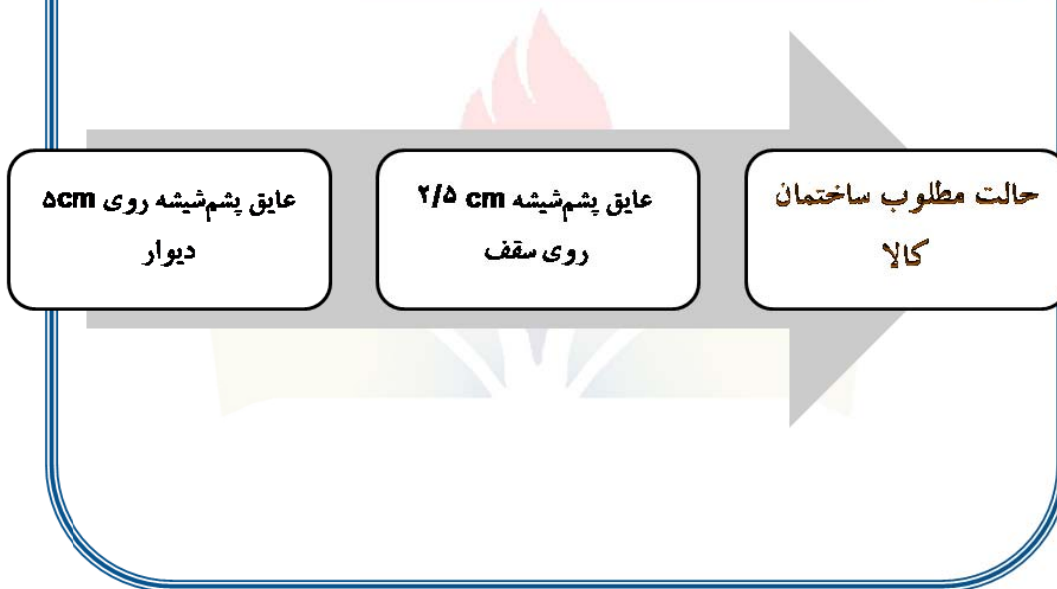 عایق پشم‌شیشه روی ۵cm
دیوار
عایق پشم‌شیشه ۲/۵ cm
روی سقف
حالت مطلوب ساختمان
کالا